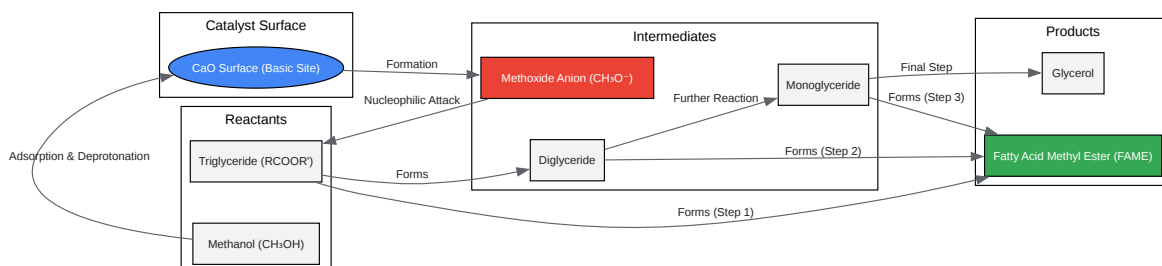 Catalyst Surface
CaO Surface (Basic Site)
Formation
Adsorption & Deprotonation
Reactants
Triglyceride (RCOOR')
Methanol (CH₃OH)
Nucleophilic Attack
Forms
Intermediates
Methoxide Anion (CH₃O⁻)
Diglyceride
Further Reaction
Monoglyceride
Final Step
Forms (Step 3)
Forms (Step 2)
Forms (Step 1)
Products
Glycerol
Fatty Acid Methyl Ester (FAME)